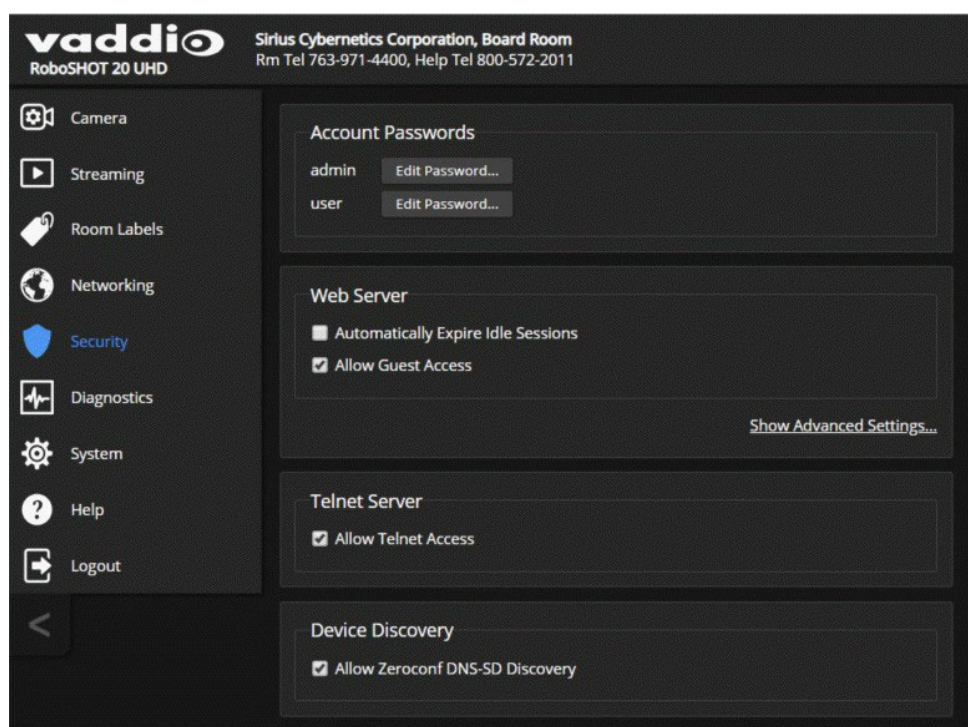 vaddio
RoboSHOT 20 UHD
Sirius Cybernetics Corporation, Board Room
Rm Tel 763-971-4400, Help Tel 800-572-2011
Camera
Streaming
Room Labels
Networking
Security
Diagnostics
System
Help
Logout
<
Account Passwords
admin Edit Password...
user Edit Password...
Web Server
Automatically Expire Idle Sessions
Allow Guest Access
Show Advanced Settings...
Telnet Server
Allow Telnet Access
Device Discovery
Allow Zeroconf DNS-SD Discovery